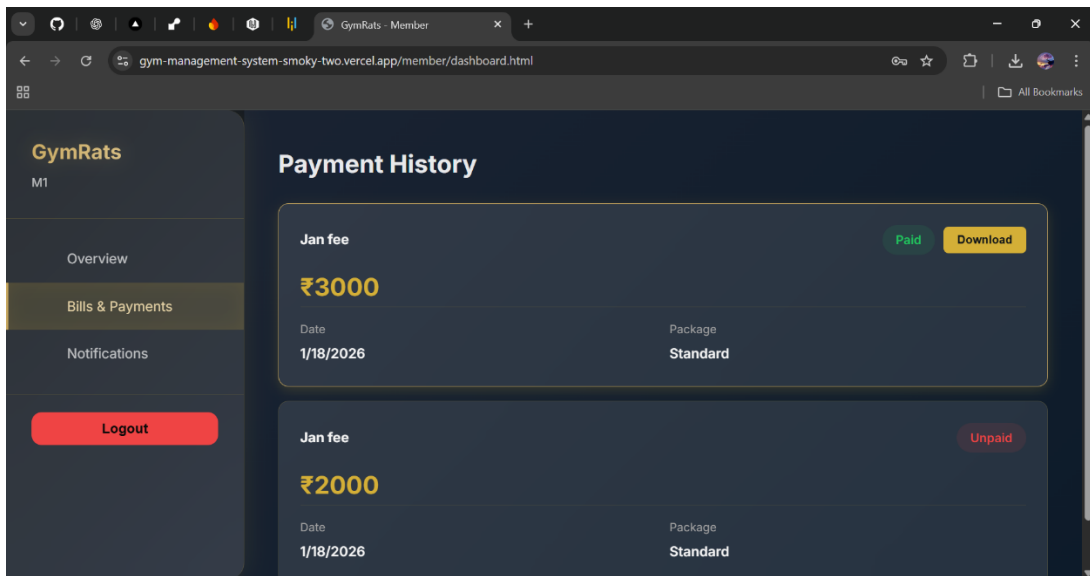 GymRats - Member
gym-management-system-smoky-two.vercel.app/member/dashboard.html
All Bookmarks
GymRats
M1
Overview
Bills & Payments
Notifications
Logout
Payment History
Jan fee
Paid
Download
₹3000
Date
Package
1/18/2026
Standard
Jan fee
Unpaid
₹2000
Date
Package
1/18/2026
Standard